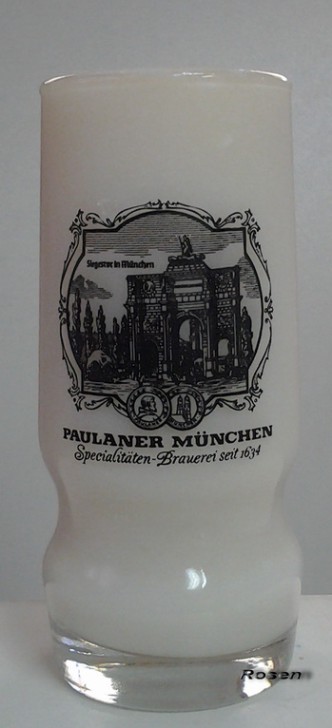 Siegestor in München
PAULANER MÜNCHEN
Specialitäten-Brauerei seit 1634
Rosen